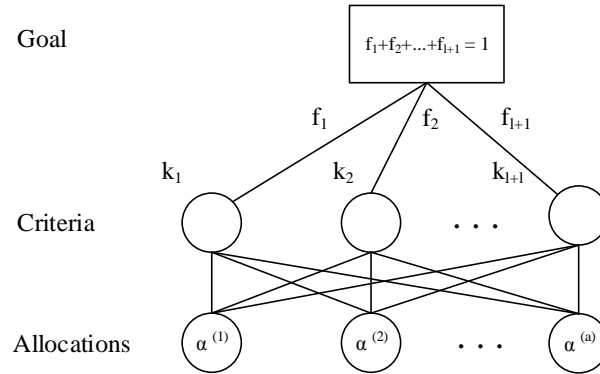 Goal
f₁+f₂+...+fₗ₊₁ = 1
f₁ f₂ fₗ₊₁
k₁ k₂ kₗ₊₁
Criteria . . .
Allocations α⁽¹⁾ α⁽²⁾ . . . α⁽ᵃ⁾